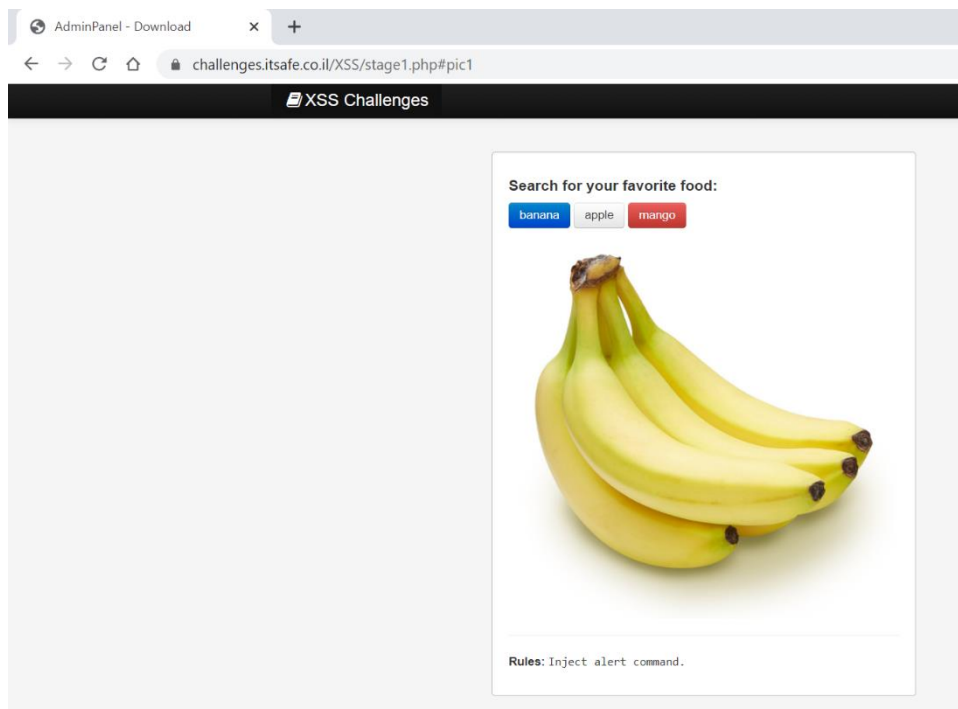 AdminPanel - Download
challenges.itsafe.co.il/XSS/stage1.php#pic1
XSS Challenges
Search for your favorite food:
banana apple mango
Rules: Inject alert command.